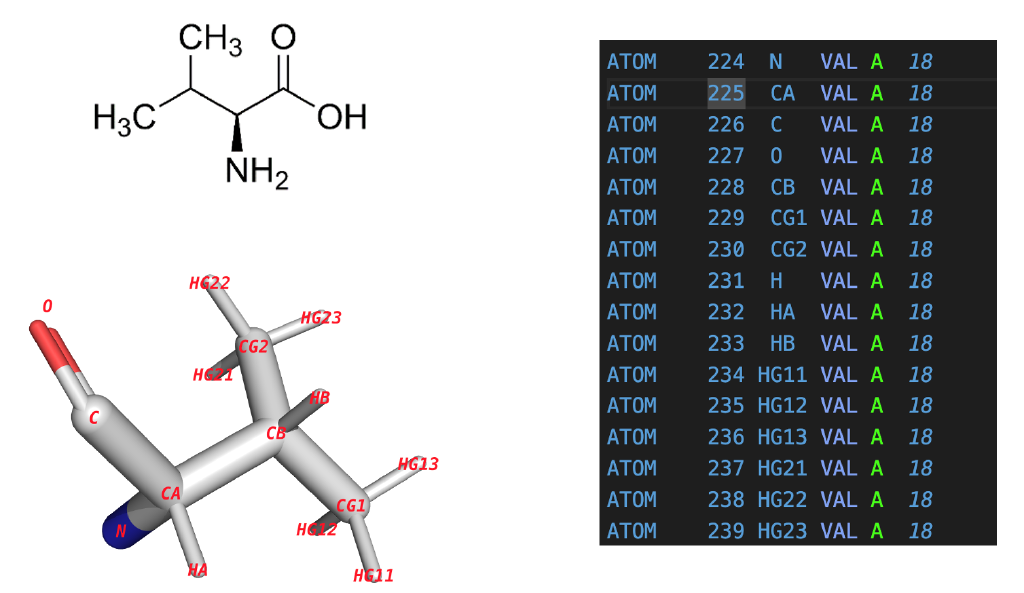 CH3 O
H3C OH
NH2
HG22
O
HG23
CG2
HG21
HB
C
CB
HG13
CA
CG1
N
HG12
HA
HG11
ATOM 224 N VAL A 18
ATOM 225 CA VAL A 18
ATOM 226 C VAL A 18
ATOM 227 O VAL A 18
ATOM 228 CB VAL A 18
ATOM 229 CG1 VAL A 18
ATOM 230 CG2 VAL A 18
ATOM 231 H VAL A 18
ATOM 232 HA VAL A 18
ATOM 233 HB VAL A 18
ATOM 234 HG11 VAL A 18
ATOM 235 HG12 VAL A 18
ATOM 236 HG13 VAL A 18
ATOM 237 HG21 VAL A 18
ATOM 238 HG22 VAL A 18
ATOM 239 HG23 VAL A 18